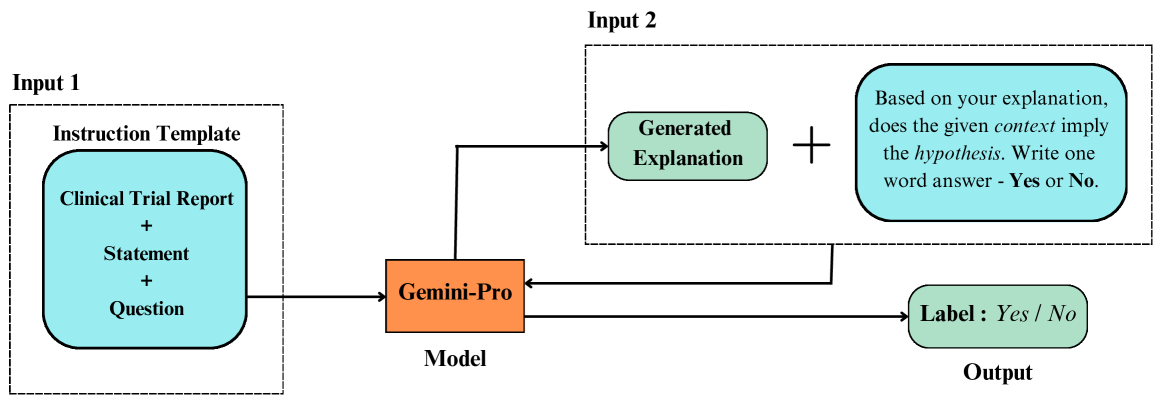 Input 1
Instruction Template
Clinical Trial Report
+
Statement
+
Question
Gemini-Pro
Model
Input 2
Generated
Explanation
+
Based on your explanation,
does the given context imply
the hypothesis. Write one
word answer - Yes or No.
Label : Yes / No
Output